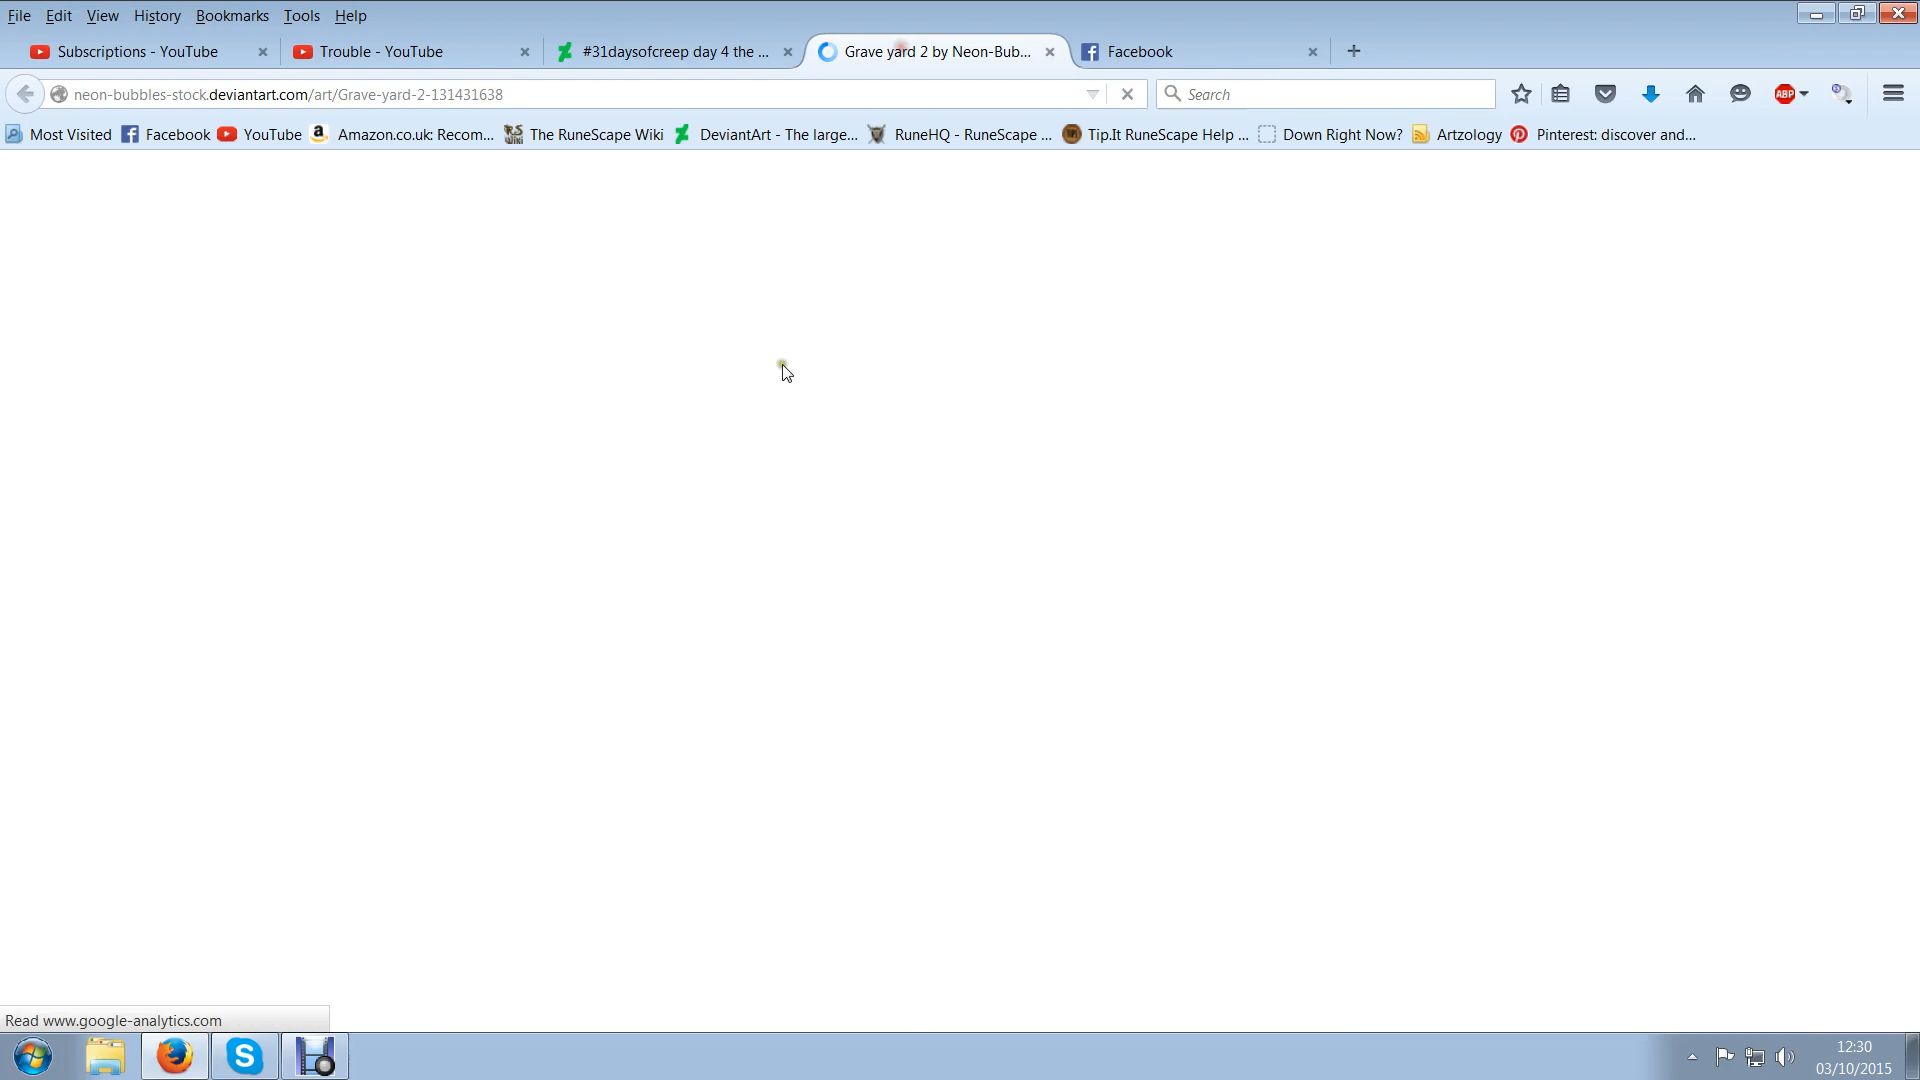 File Edit View History Bookmarks Tools Help
Subscriptions - YouTube Trouble - YouTube #31daysofcreep day 4 the ... Grave yard 2 by Neon-Bub... Facebook
neon-bubbles-stock.deviantart.com/art/Grave-yard-2-131431638 Search ABP
Most Visited Facebook YouTube a Amazon.co.uk: Recom... R.S WIKI The RuneScape Wiki DeviantArt - The large... RuneHQ - RuneScape ... Tip.It RuneScape Help ... Down Right Now? Artzology Pinterest: discover and...
Read www.google-analytics.com
12:30
03/10/2015